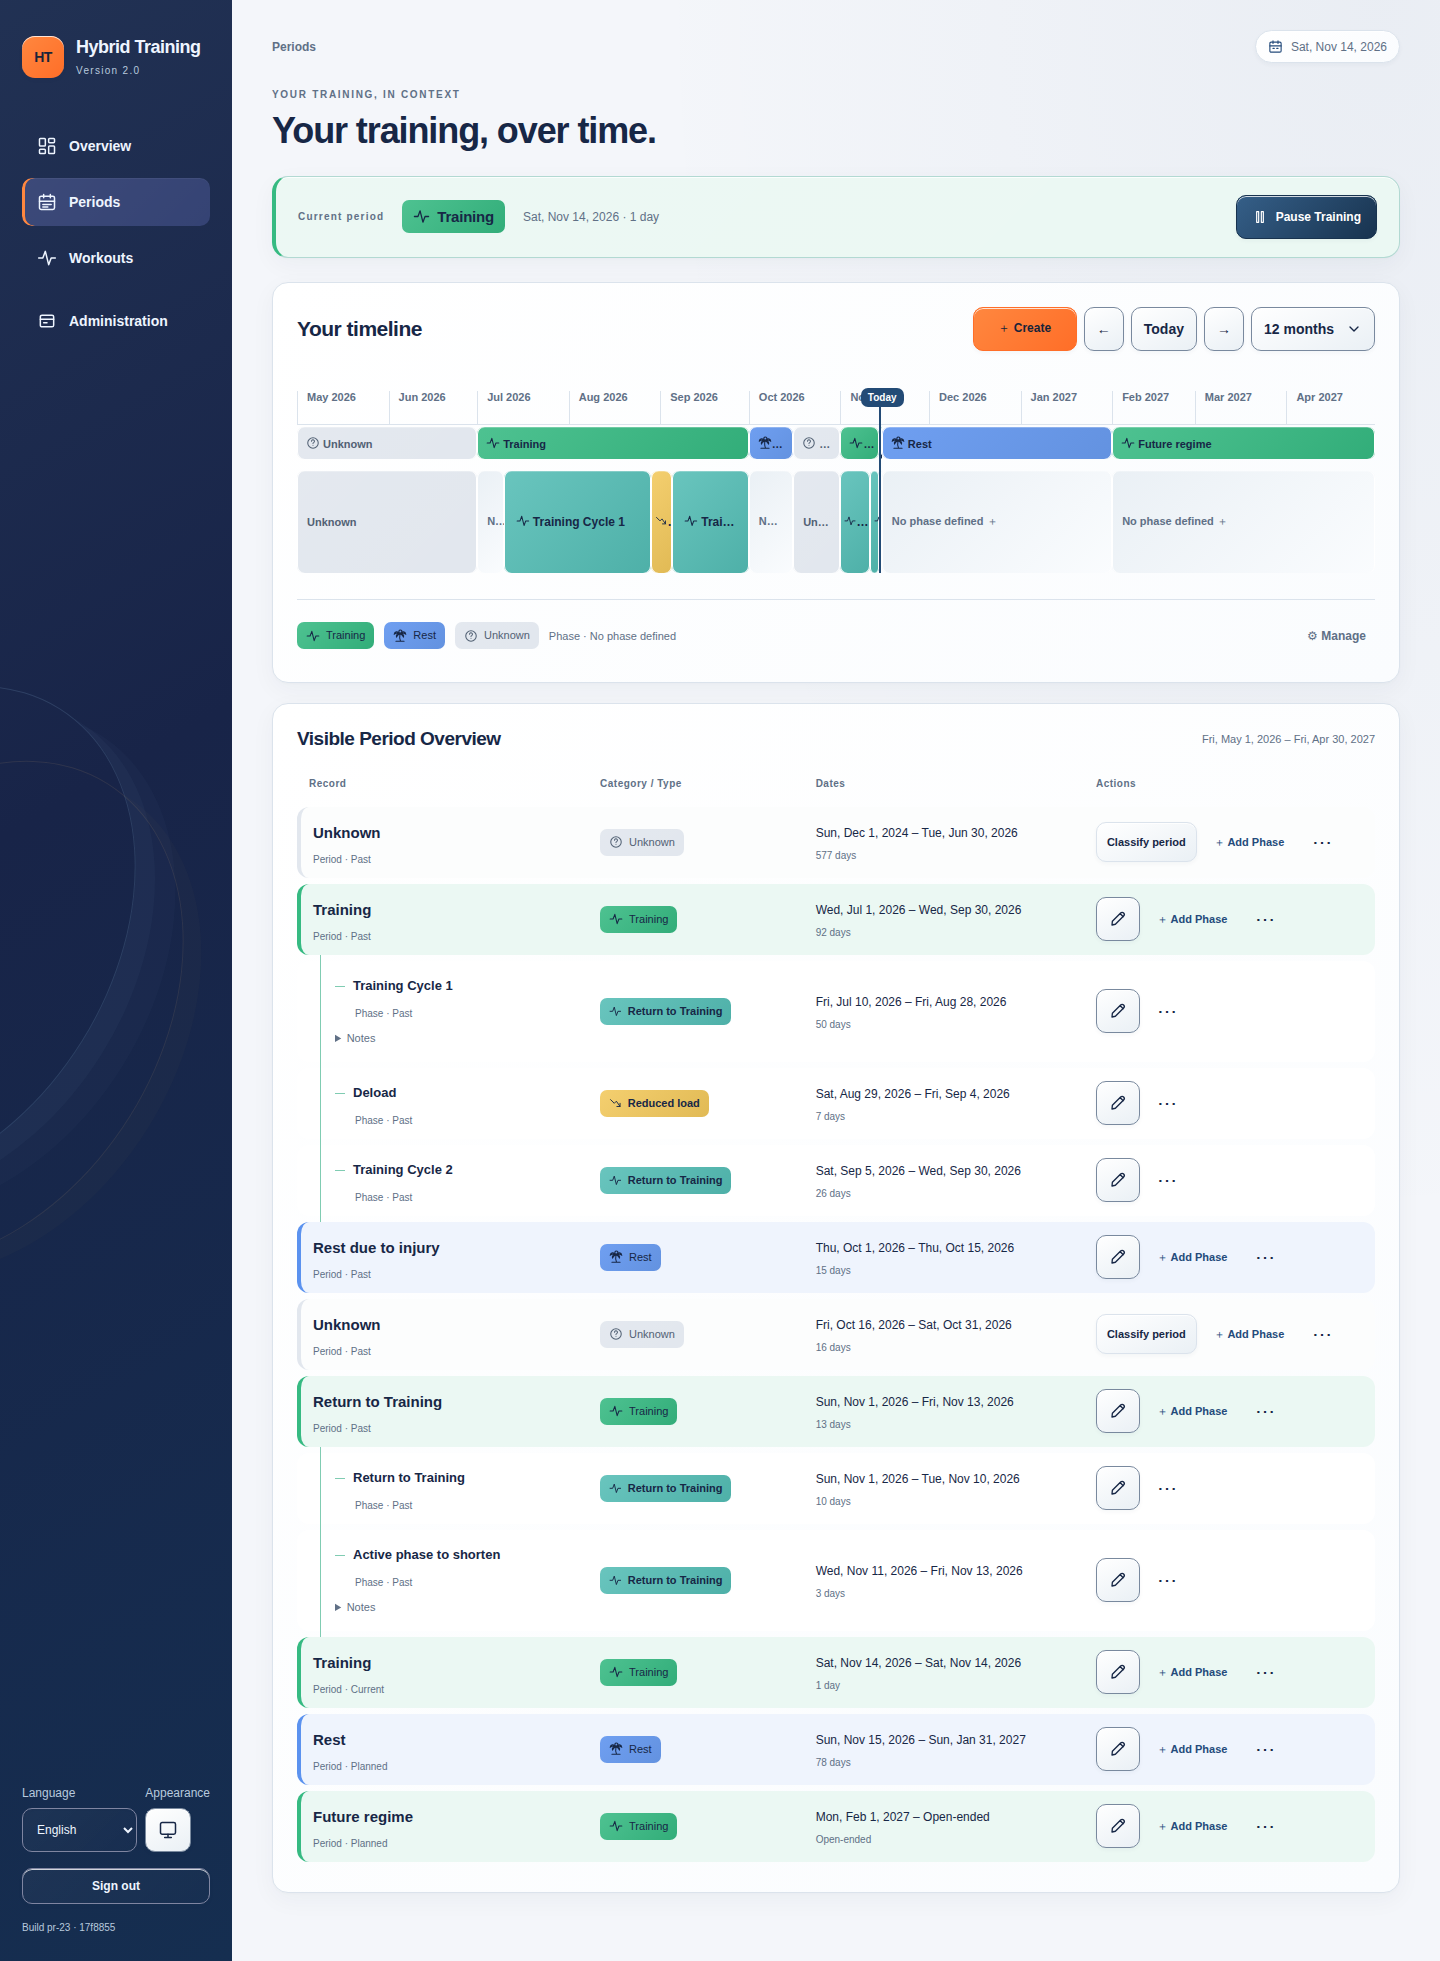 HT
Hybrid Training
Version 2.0
Overview
Periods
Workouts
Administration
Language
Appearance
English
Sign out
Build pr-23 · 17f8855
Periods
Sat, Nov 14, 2026
YOUR TRAINING, IN CONTEXT
Your training, over time.
Current period
Training
Sat, Nov 14, 2026 · 1 day
Pause Training
Your timeline
+ Create
←
Today
→
12 months
May 2026
Jun 2026
Jul 2026
Aug 2026
Sep 2026
Oct 2026
No
Today
Dec 2026
Jan 2027
Feb 2027
Mar 2027
Apr 2027
Unknown
Training
...
...
...
Rest
Future regime
Unknown
N...
Training Cycle 1
.
Trai...
N...
Un...
...
No phase defined +
No phase defined +
Training
Rest
Unknown
Phase · No phase defined
⚙ Manage
Visible Period Overview
Fri, May 1, 2026 – Fri, Apr 30, 2027
Record
Category / Type
Dates
Actions
Unknown
Period · Past
Unknown
Sun, Dec 1, 2024 – Tue, Jun 30, 2026
577 days
Classify period
+ Add Phase
···
Training
Period · Past
Training
Wed, Jul 1, 2026 – Wed, Sep 30, 2026
92 days
+ Add Phase
···
— Training Cycle 1
Phase · Past
▶ Notes
Return to Training
Fri, Jul 10, 2026 – Fri, Aug 28, 2026
50 days
···
— Deload
Phase · Past
Reduced load
Sat, Aug 29, 2026 – Fri, Sep 4, 2026
7 days
···
— Training Cycle 2
Phase · Past
Return to Training
Sat, Sep 5, 2026 – Wed, Sep 30, 2026
26 days
···
Rest due to injury
Period · Past
Rest
Thu, Oct 1, 2026 – Thu, Oct 15, 2026
15 days
+ Add Phase
···
Unknown
Period · Past
Unknown
Fri, Oct 16, 2026 – Sat, Oct 31, 2026
16 days
Classify period
+ Add Phase
···
Return to Training
Period · Past
Training
Sun, Nov 1, 2026 – Fri, Nov 13, 2026
13 days
+ Add Phase
···
— Return to Training
Phase · Past
Return to Training
Sun, Nov 1, 2026 – Tue, Nov 10, 2026
10 days
···
— Active phase to shorten
Phase · Past
▶ Notes
Return to Training
Wed, Nov 11, 2026 – Fri, Nov 13, 2026
3 days
···
Training
Period · Current
Training
Sat, Nov 14, 2026 – Sat, Nov 14, 2026
1 day
+ Add Phase
···
Rest
Period · Planned
Rest
Sun, Nov 15, 2026 – Sun, Jan 31, 2027
78 days
+ Add Phase
···
Future regime
Period · Planned
Training
Mon, Feb 1, 2027 – Open-ended
Open-ended
+ Add Phase
···